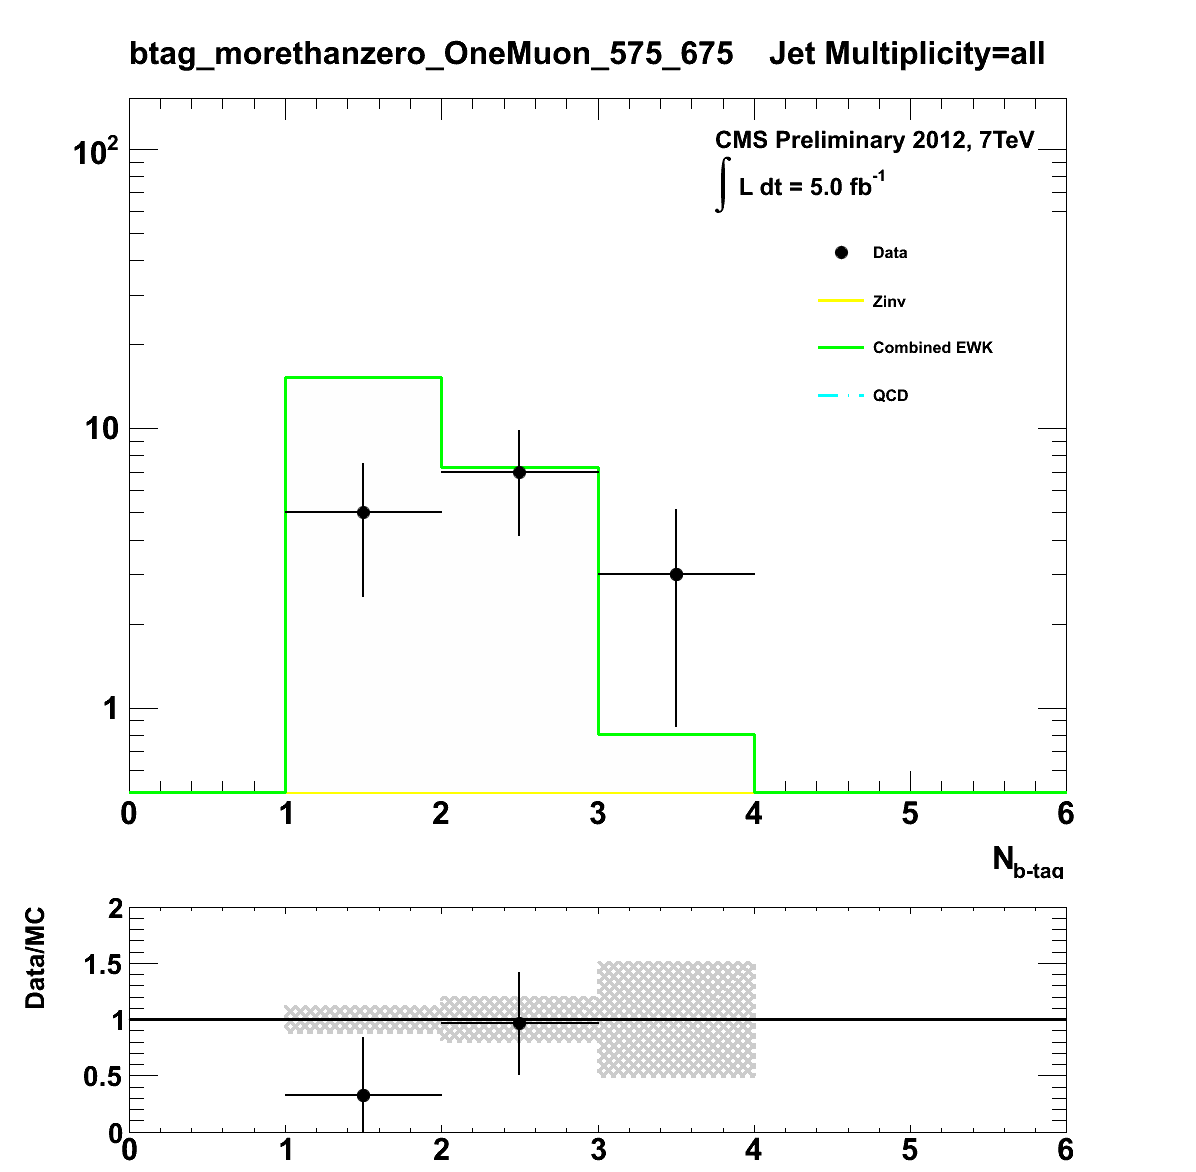 btag_morethanzero_OneMuon_575_675 Jet Multiplicity=all
CMS Preliminary 2012, 7TeV
∫ L dt = 5.0 fb⁻¹
Data
Zinv
Combined EWK
QCD
10²
10
1
0 1 2 3 4 5 6
N b-tag
Data/MC
2
1.5
1
0.5
0
0 1 2 3 4 5 6